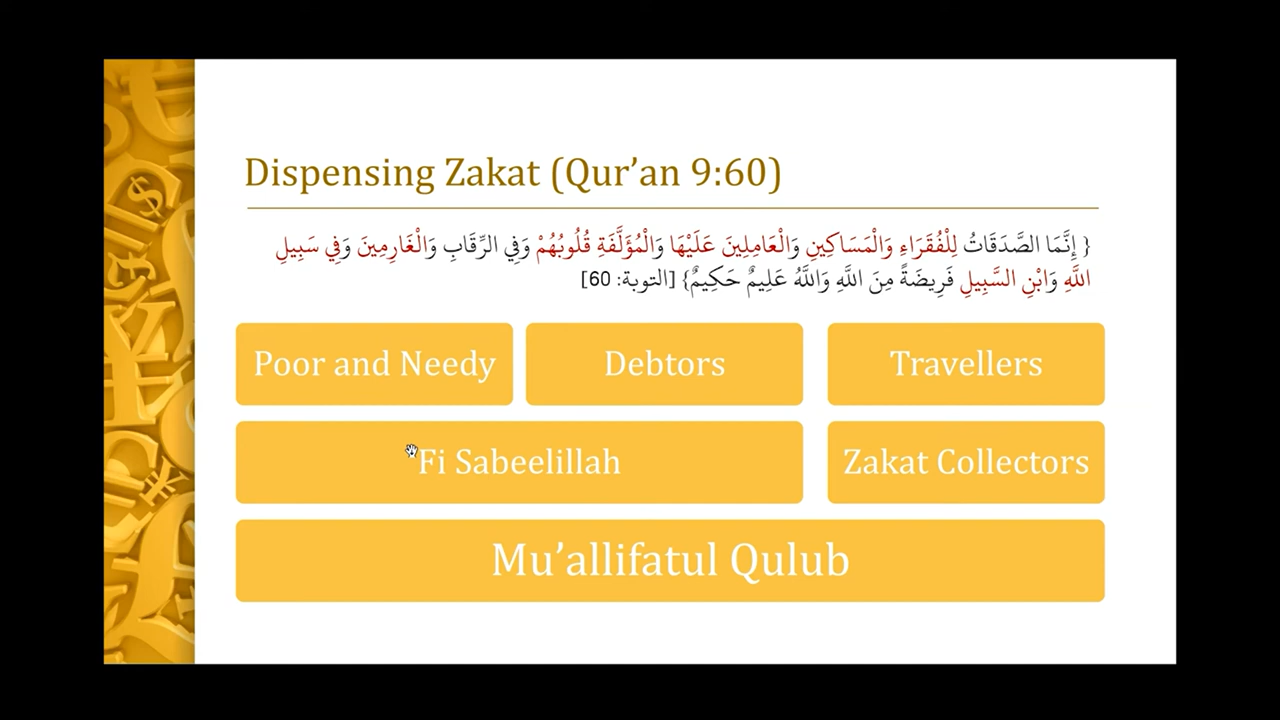 Dispensing Zakat (Qur’an 9:60)
{ إِنَّمَا الصَّدَقَاتُ لِلْفُقَرَاءِ وَالْمَسَاكِينِ وَالْعَامِلِينَ عَلَيْهَا وَالْمُؤَلَّفَةِ قُلُوبُهُمْ وَفِي الرِّقَابِ وَالْغَارِمِينَ وَفِي سَبِيلِ
اللَّهِ وَابْنِ السَّبِيلِ فَرِيضَةً مِنَ اللَّهِ وَاللَّهُ عَلِيمٌ حَكِيمٌ} [التوبة: 60]
Poor and Needy
Debtors
Travellers
Fi Sabeelillah
Zakat Collectors
Mu’allifatul Qulub